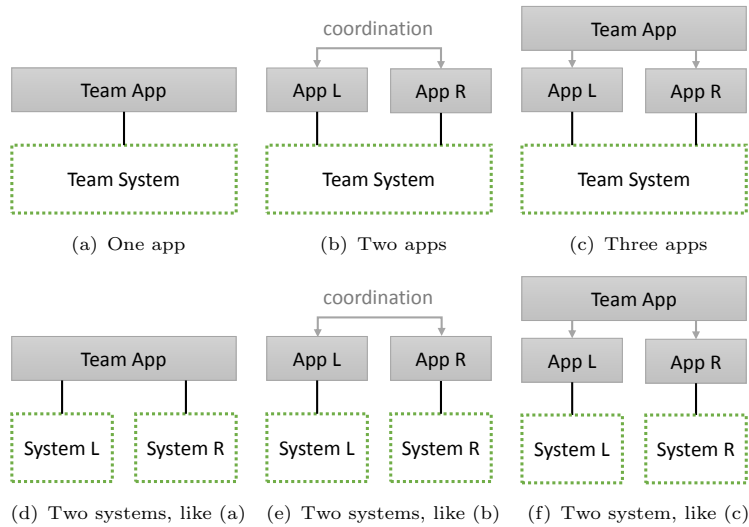 coordination
Team App
Team App
App L
App R
App L
App R
Team System
Team System
Team System
(a) One app
(b) Two apps
(c) Three apps
coordination
Team App
Team App
App L
App R
App L
App R
System L
System R
System L
System R
System L
System R
(d) Two systems, like (a)
(e) Two systems, like (b)
(f) Two system, like (c)